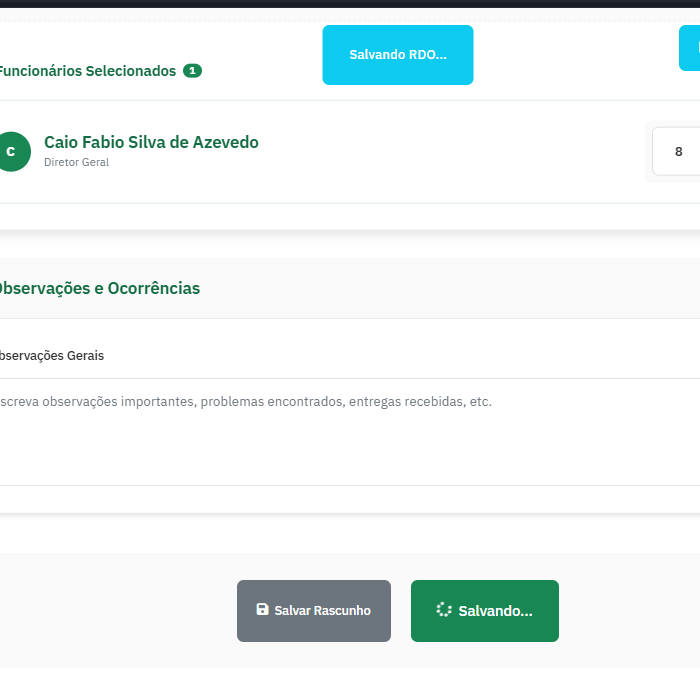 Salvando RDO...
Funcionários Selecionados 1
C
Caio Fabio Silva de Azevedo
Diretor Geral
8
Observações e Ocorrências
bservações Gerais
screva observações importantes, problemas encontrados, entregas recebidas, etc.
Salvar Rascunho
Salvando...